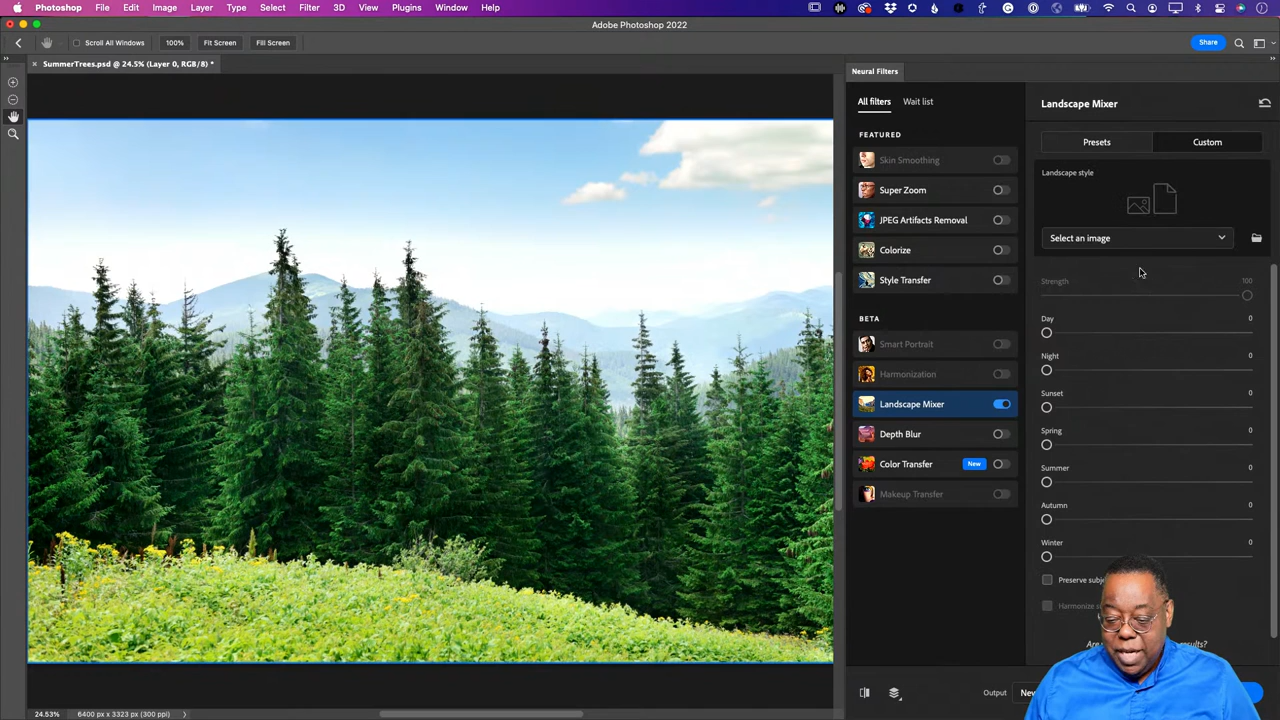 Photoshop File Edit Image Layer Type Select Filter 3D View Plugins Window Help
Adobe Photoshop 2022
Scroll All Windows 100% Fit Screen Fill Screen Share
SummerTrees.psd @ 24.5% (Layer 0, RGB/8) *
Neural Filters
All filters Wait list
FEATURED
Skin Smoothing
Super Zoom
JPEG Artifacts Removal
Colorize
Style Transfer
BETA
Smart Portrait
Harmonization
Landscape Mixer
Depth Blur
Color Transfer New
Makeup Transfer
Landscape Mixer
Presets Custom
Landscape style
Select an image
Strength 100
Day 0
Night 0
Sunset 0
Spring 0
Summer 0
Autumn 0
Winter 0
Preserve
Harmonize
Output
24.53% 6400 px x 3323 px (300 ppi)